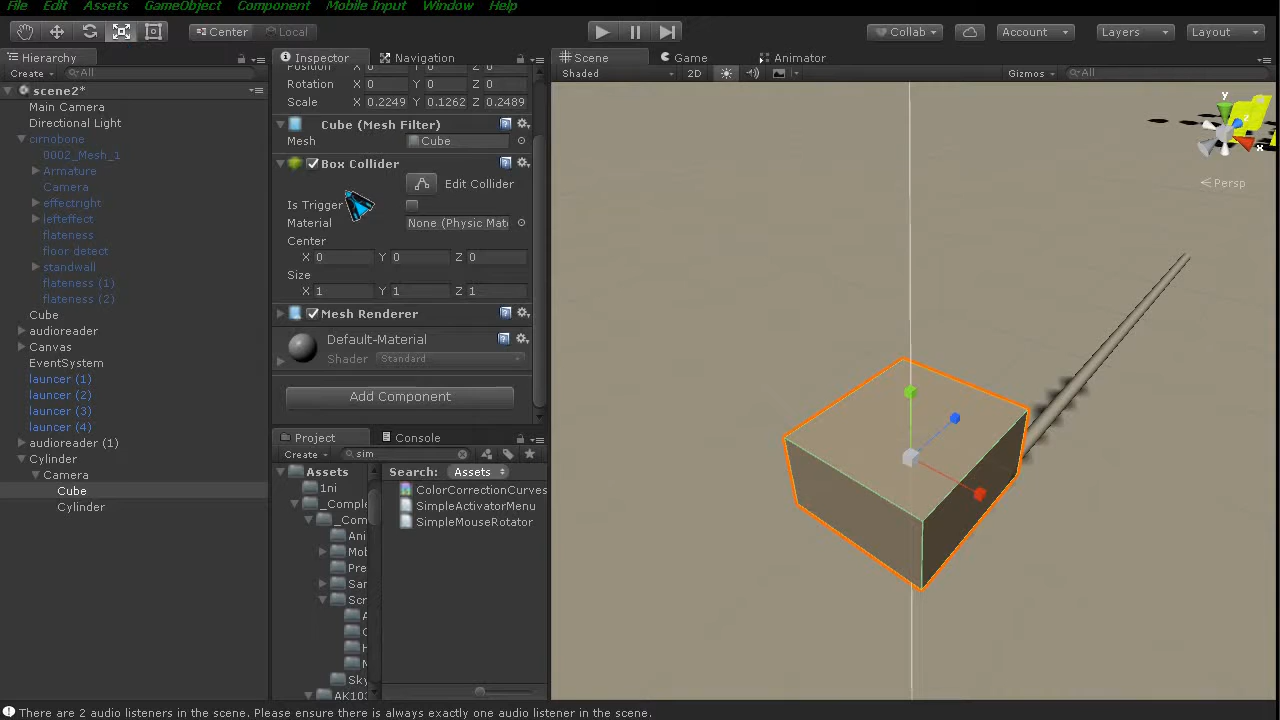 File Edit Assets GameObject Component Mobile Input Window Help
Center Local Collab Account Layers Layout
Hierarchy Inspector Navigation Scene Game Animator
Create All Shaded 2D Gizmos All
scene2*
Main Camera
Directional Light
cirnobone
0002_Mesh_1
Armature
Camera
effectright
lefteffect
flateness
floor detect
standwall
flateness (1)
flateness (2)
Cube
audioreader
Canvas
EventSystem
launcer (1)
launcer (2)
launcer (3)
launcer (4)
audioreader (1)
Cylinder
Camera
Cube
Cylinder
Position X 0 Y 0 Z 0
Rotation X 0 Y 0 Z 0
Scale X 0.2249 Y 0.1262 Z 0.2489
Cube (Mesh Filter)
Mesh Cube
Box Collider
Edit Collider
Is Trigger
Material None (Physic Mat
Center
X 0 Y 0 Z 0
Size
X 1 Y 1 Z 1
Mesh Renderer
Default-Material
Shader Standard
Add Component
Project Console
Create sim
Assets
1ni
_Comple
_Com
Ani
Mob
Pre
Sar
Scr
Sky
AK103
Search: Assets
ColorCorrectionCurves
SimpleActivatorMenu
SimpleMouseRotator
y
z
x
Persp
There are 2 audio listeners in the scene. Please ensure there is always exactly one audio listener in the scene.